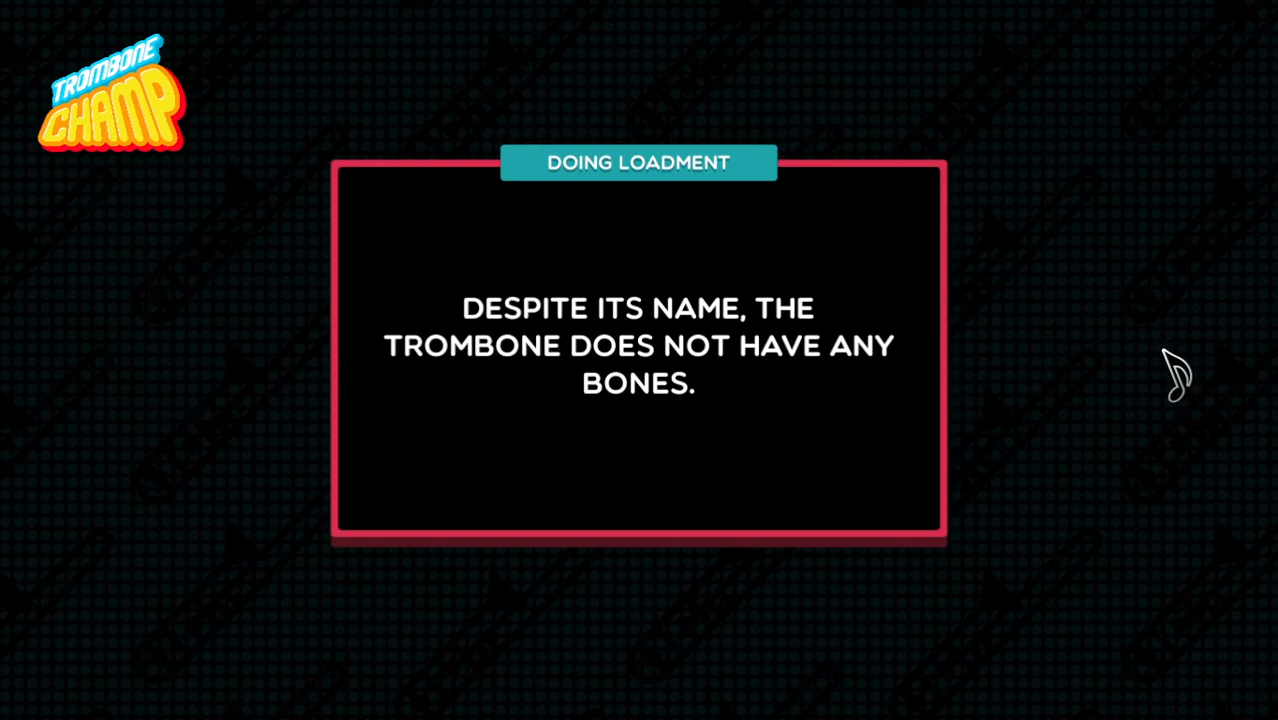 TROMBONE
CHAMP
DOING LOADMENT
DESPITE ITS NAME, THE
TROMBONE DOES NOT HAVE ANY
BONES.